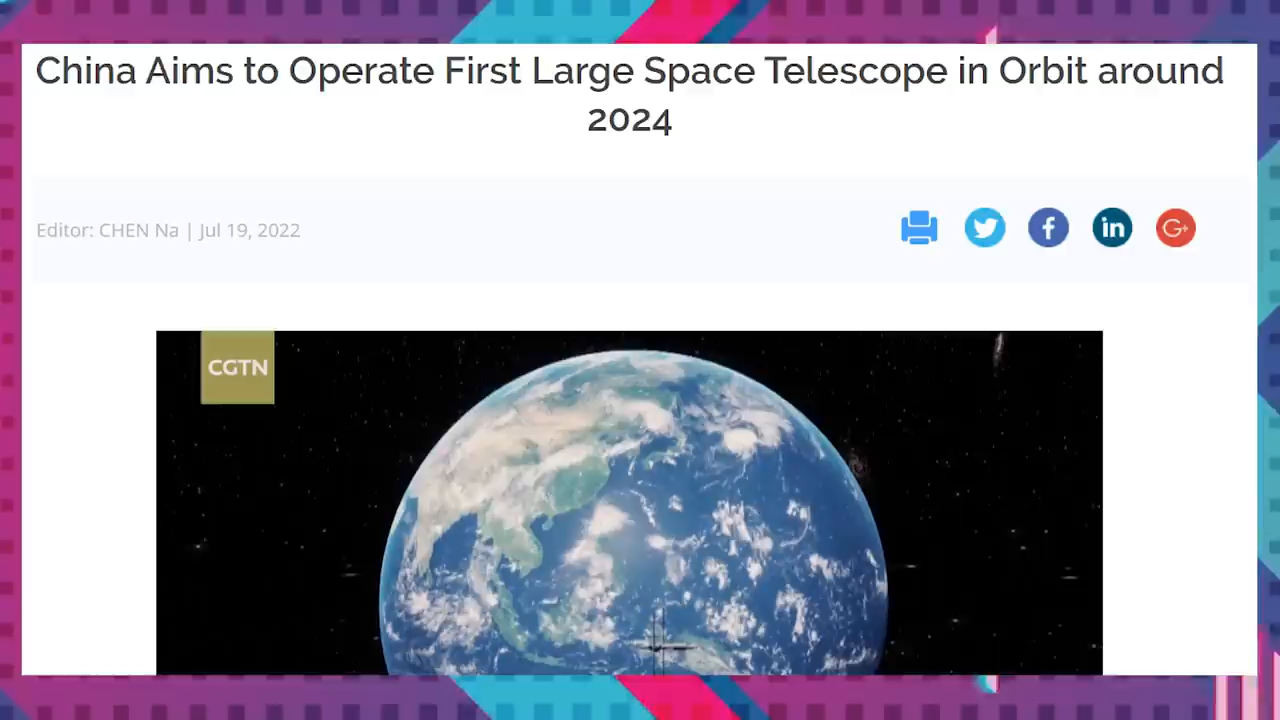 China Aims to Operate First Large Space Telescope in Orbit around
2024
Editor: CHEN Na | Jul 19, 2022
f
in
G+
CGTN